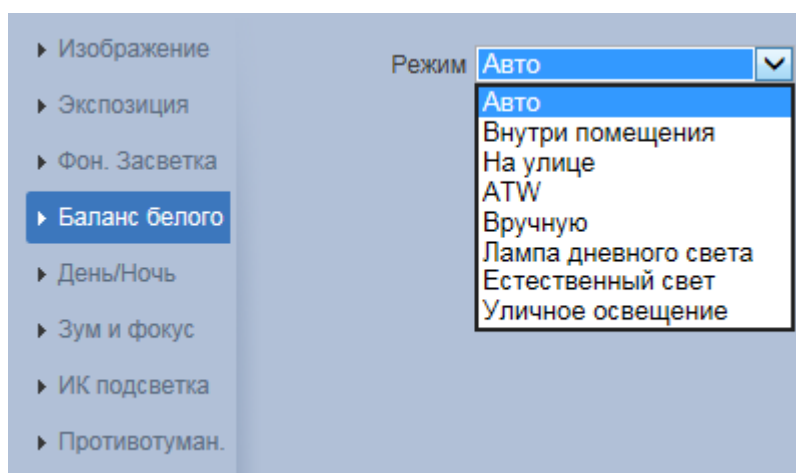 Изображение
Экспозиция
Фон. Засветка
Баланс белого
День/Ночь
Зум и фокус
ИК подсветка
Противотуман.
Режим Авто
Авто
Внутри помещения
На улице
ATW
Вручную
Лампа дневного света
Естественный свет
Уличное освещение